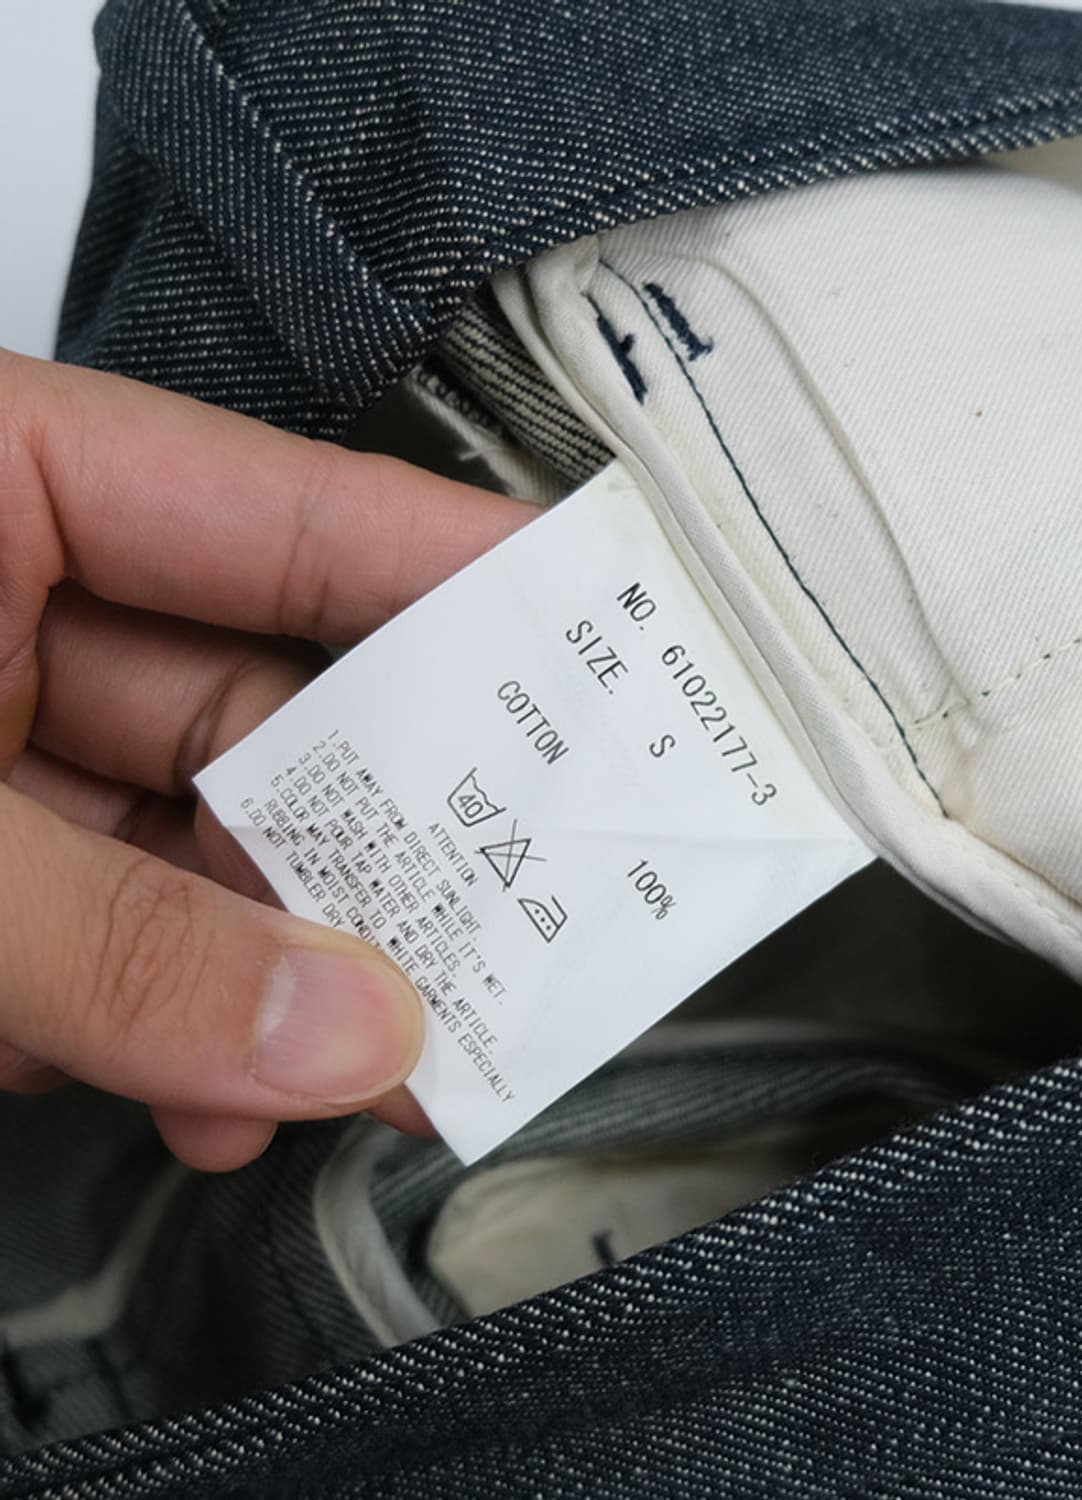 NO. 61022177-3
SIZE. S
COTTON 100%
40
ATTENTION
1.PUT AWAY FROM DIRECT SUNLIGHT.
2.DO NOT PUT THE ARTICLE WHILE IT'S WET.
3.DO NOT WASH WITH OTHER ARTICLES.
4.DO NOT POUR TAP WATER AND DRY THE ARTICLE.
5.COLOR MAY TRANSFER TO WHITE GARMENTS ESPECIALLY
RUBBING IN MOIST
6.DO NOT TUMBLER DRY